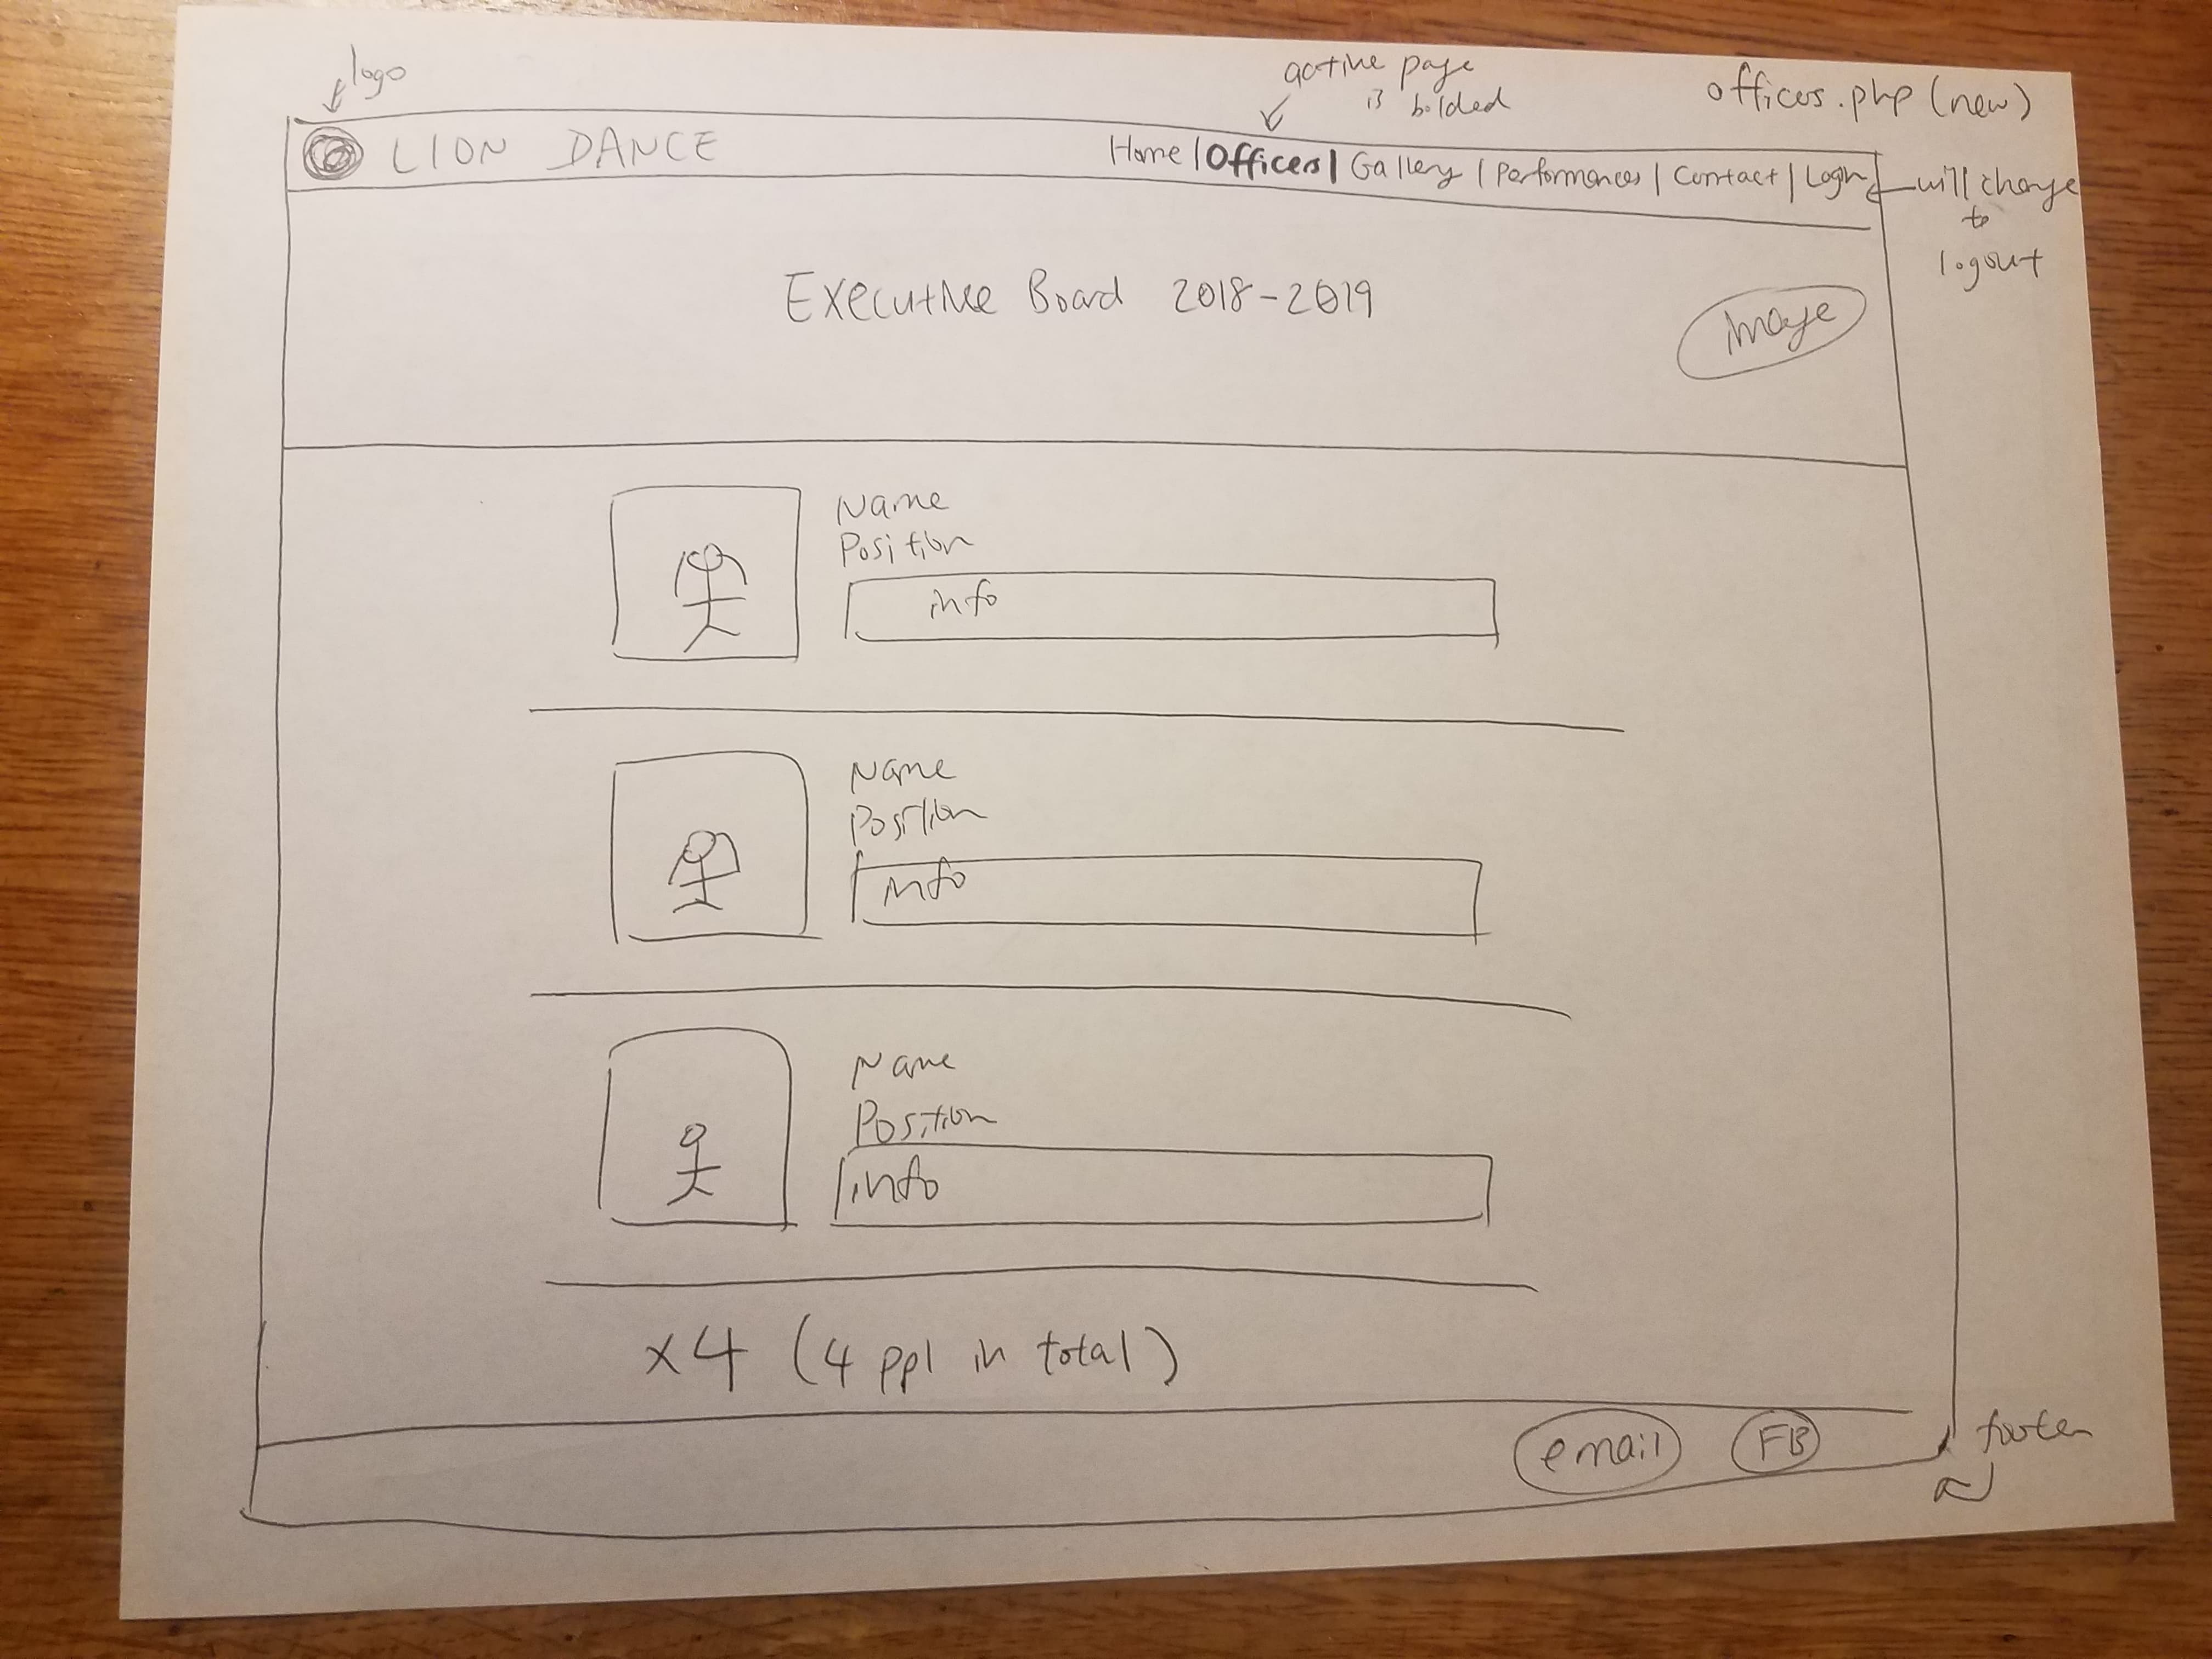 logo
active page
is bolded
officers.php (new)
LION DANCE
Home | Officers | Gallery | Performances | Contact | Login
will change
to
logout
Executive Board 2018-2019
image
Name
Position
info
Name
Position
info
Name
Position
info
x4 (4 ppl in total)
email
FB
footer